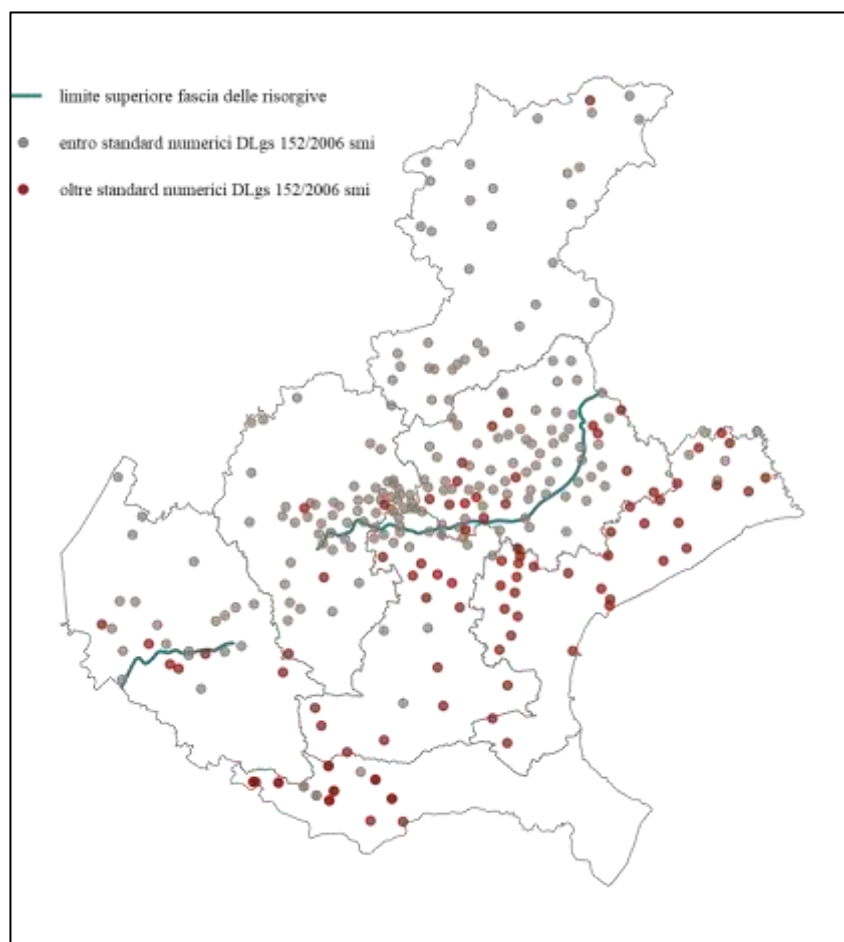 limite superiore fascia delle risorgive
entro standard numerici DLgs 152/2006 smi
oltre standard numerici DLgs 152/2006 smi